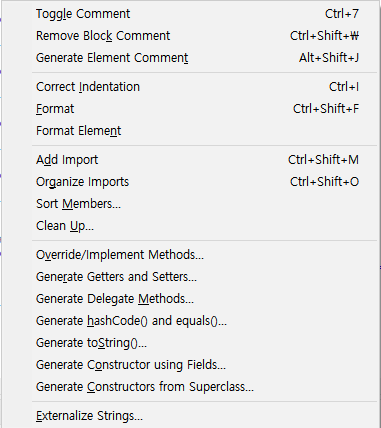 Toggle Comment Ctrl+7
Remove Block Comment Ctrl+Shift+₩
Generate Element Comment Alt+Shift+J
Correct Indentation Ctrl+I
Format Ctrl+Shift+F
Format Element
Add Import Ctrl+Shift+M
Organize Imports Ctrl+Shift+O
Sort Members...
Clean Up...
Override/Implement Methods...
Generate Getters and Setters...
Generate Delegate Methods...
Generate hashCode() and equals()...
Generate toString()...
Generate Constructor using Fields...
Generate Constructors from Superclass...
Externalize Strings...